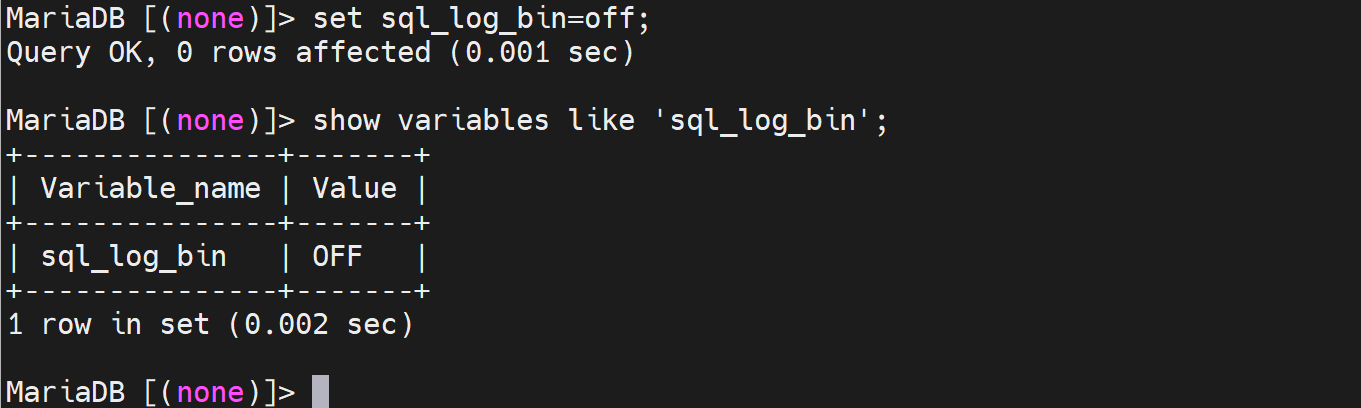 MariaDB [(none)]> set sql_log_bin=off;
Query OK, 0 rows affected (0.001 sec)
MariaDB [(none)]> show variables like 'sql_log_bin';
+---------------+-------+
| Variable_name | Value |
+---------------+-------+
| sql_log_bin   | OFF   |
+---------------+-------+
1 row in set (0.002 sec)
MariaDB [(none)]>